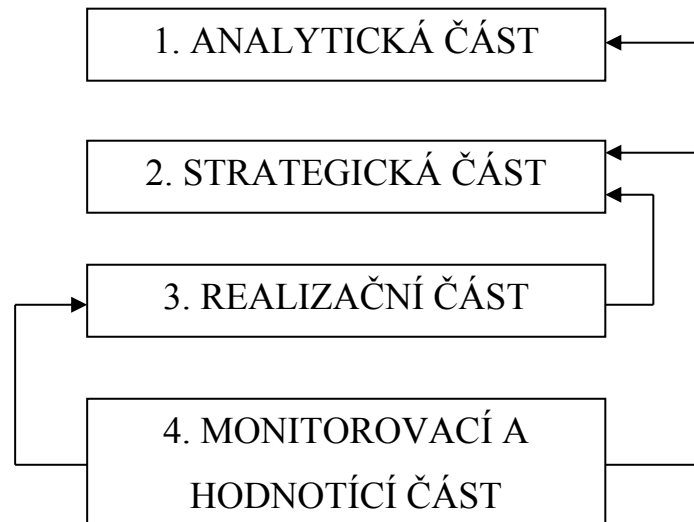 1. ANALYTICKÁ ČÁST
2. STRATEGICKÁ ČÁST
3. REALIZAČNÍ ČÁST
4. MONITOROVACÍ A
HODNOTÍCÍ ČÁST